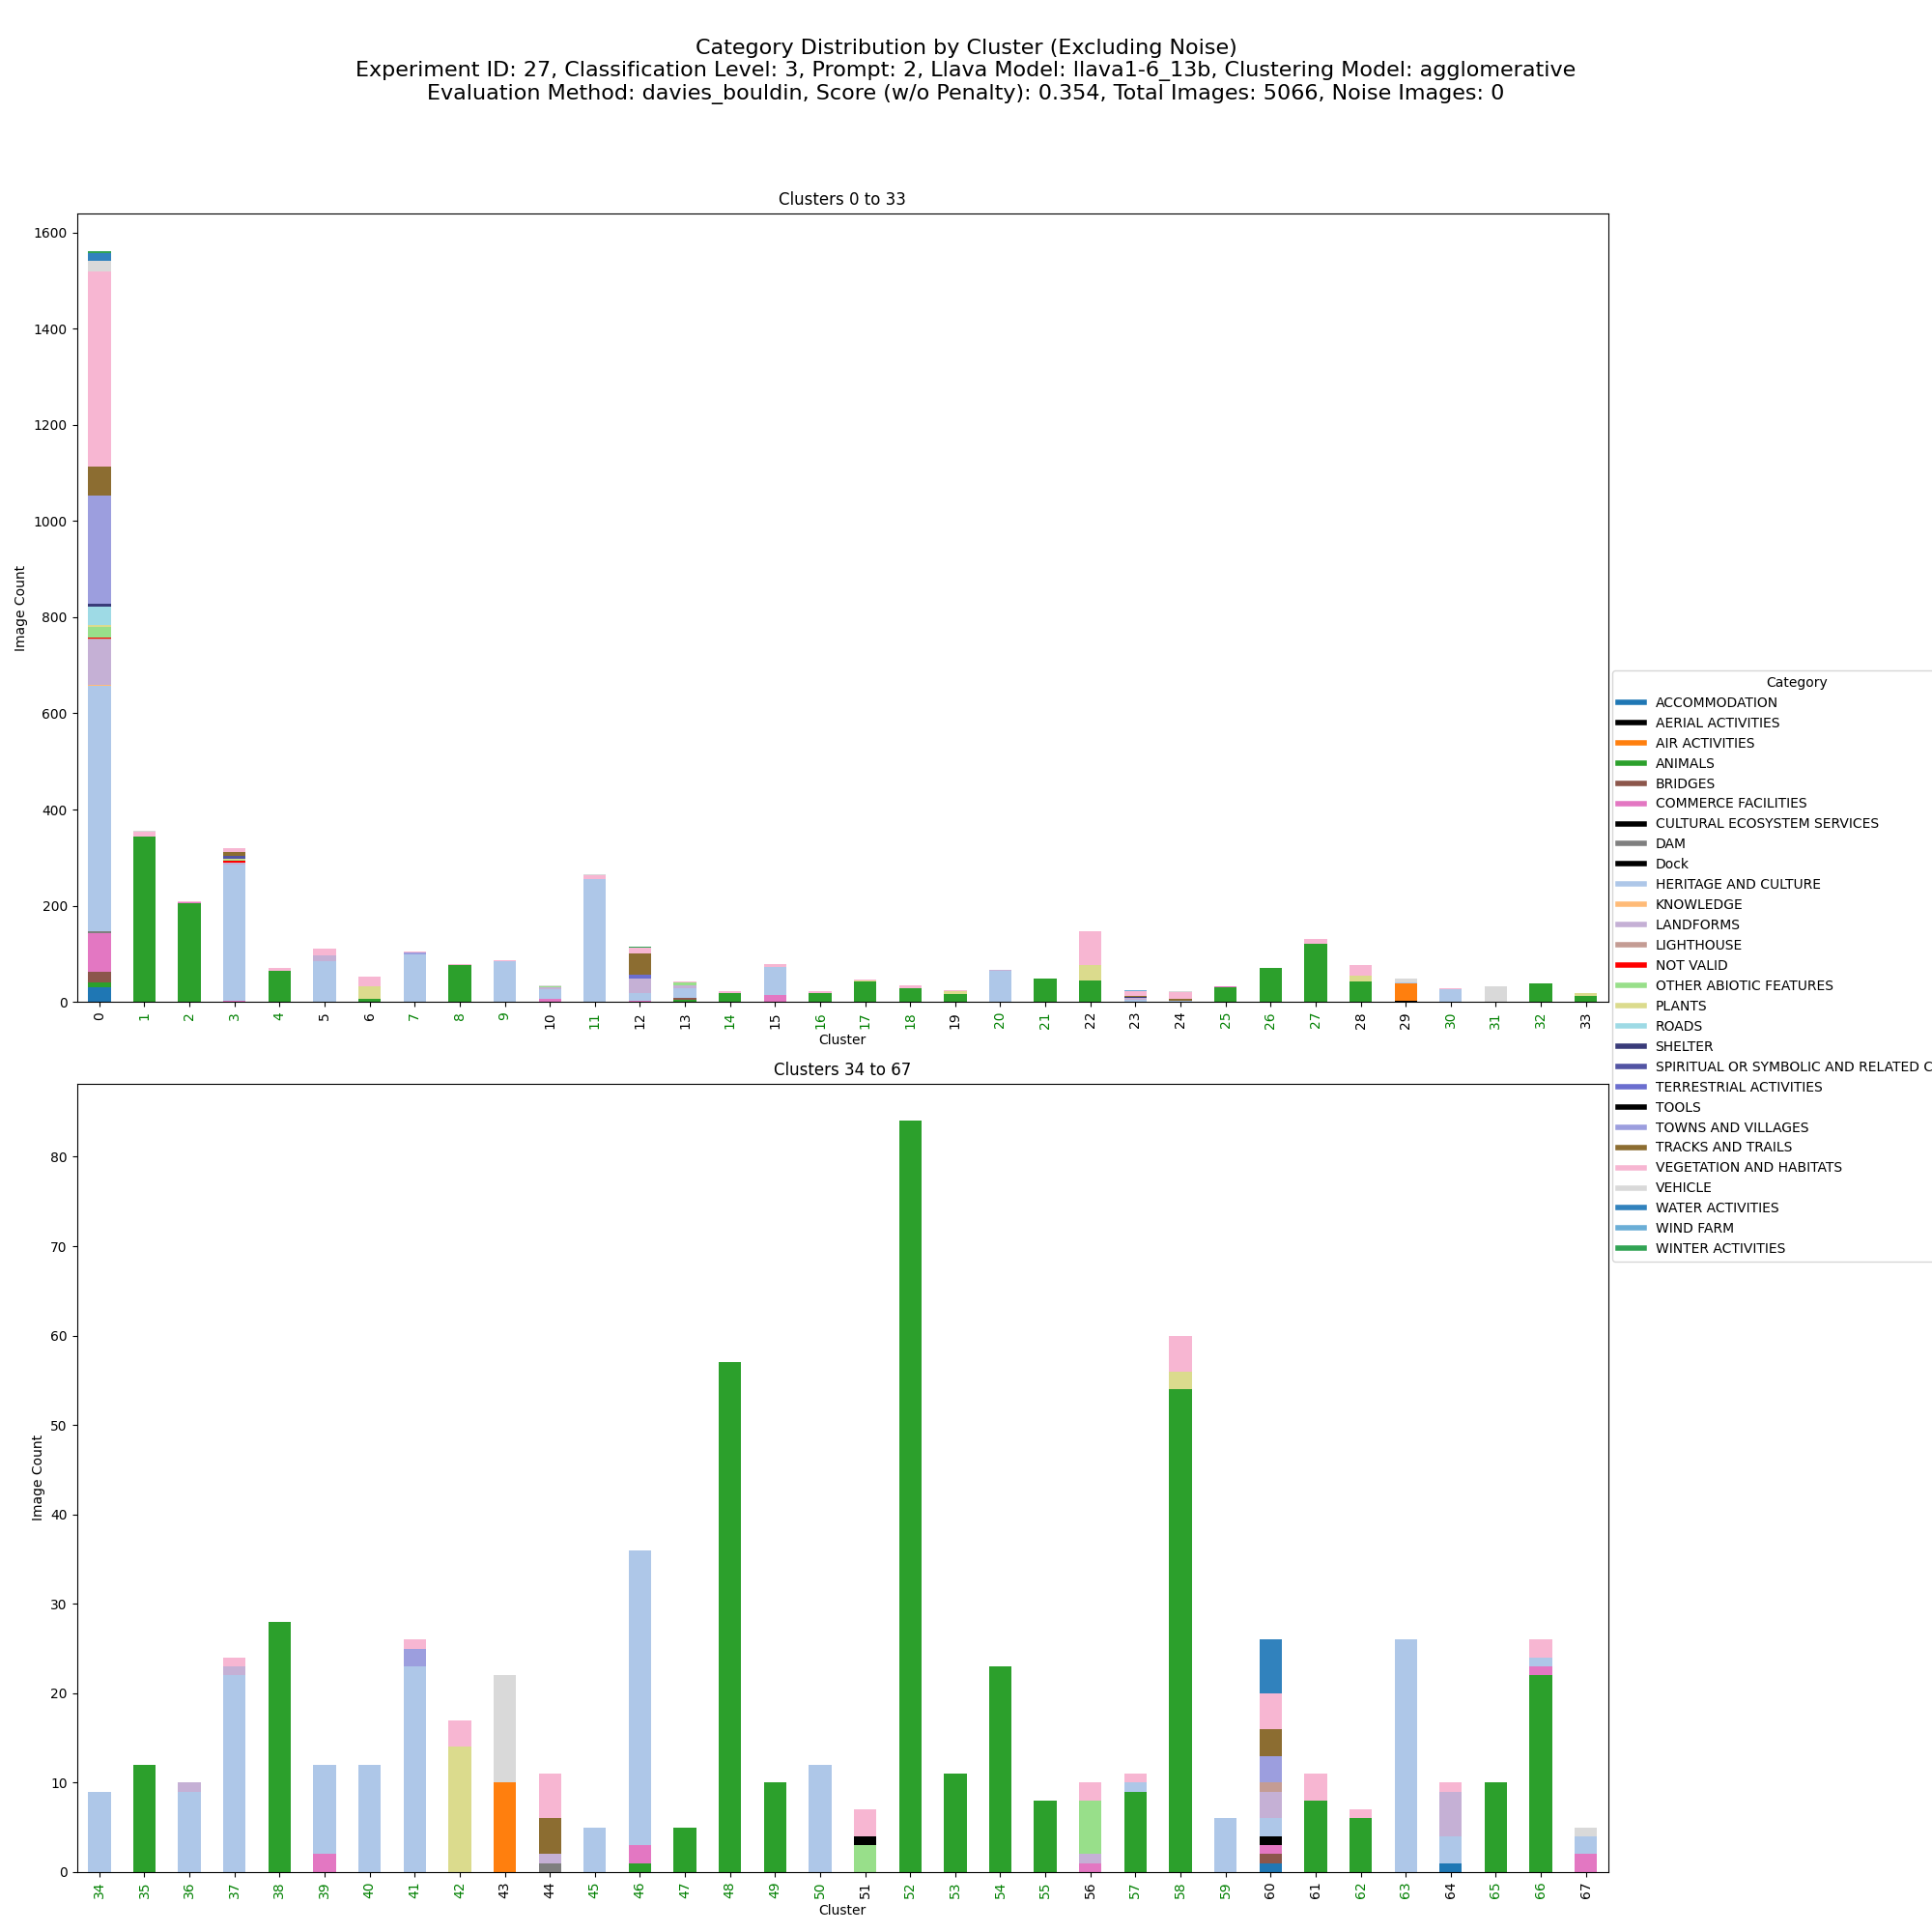 Category Distribution by Cluster (Excluding Noise)
Experiment ID: 27, Classification Level: 3, Prompt: 2, Llava Model: llava1-6_13b, Clustering Model: agglomerative
Evaluation Method: davies_bouldin, Score (w/o Penalty): 0.354, Total Images: 5066, Noise Images: 0
Clusters 0 to 33
1600
1400
1200
1000
800
600
400
200
0
Image Count
0 1 2 3 4 5 6 7 8 9 10 11 12 13 14 15 16 17 18 19 20 21 22 23 24 25 26 27 28 29 30 31 32 33
Cluster
Category
ACCOMMODATION
AERIAL ACTIVITIES
AIR ACTIVITIES
ANIMALS
BRIDGES
COMMERCE FACILITIES
CULTURAL ECOSYSTEM SERVICES
DAM
Dock
HERITAGE AND CULTURE
KNOWLEDGE
LANDFORMS
LIGHTHOUSE
NOT VALID
OTHER ABIOTIC FEATURES
PLANTS
ROADS
SHELTER
SPIRITUAL OR SYMBOLIC AND RELATED C
TERRESTRIAL ACTIVITIES
TOOLS
TOWNS AND VILLAGES
TRACKS AND TRAILS
VEGETATION AND HABITATS
VEHICLE
WATER ACTIVITIES
WIND FARM
WINTER ACTIVITIES
Clusters 34 to 67
80
70
60
50
40
30
20
10
0
Image Count
34 35 36 37 38 39 40 41 42 43 44 45 46 47 48 49 50 51 52 53 54 55 56 57 58 59 60 61 62 63 64 65 66 67
Cluster